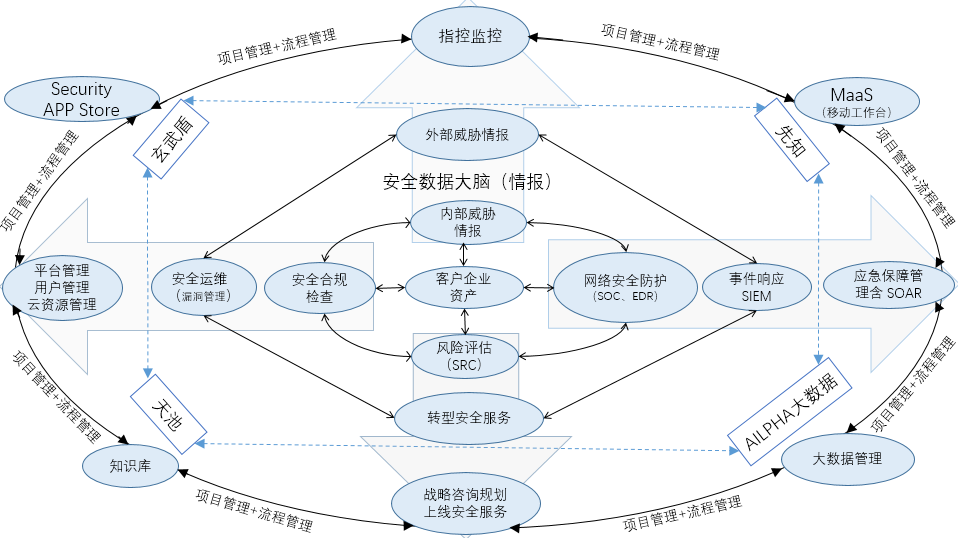 指控监控
项目管理+流程管理
项目管理+流程管理
Security
APP Store
MaaS
（移动工作台）
玄武盾
先知
外部威胁情报
项目管理+流程管理
项目管理+流程管理
安全数据大脑（情报）
内部威胁
情报
平台管理
用户管理
云资源管理
安全运维
（漏洞管理）
安全合规
检查
客户企业
资产
网络安全防护
（SOC、EDR）
事件响应
SIEM
应急保障管
理含 SOAR
风险评估
（SRC）
项目管理+流程管理
项目管理+流程管理
天池
转型安全服务
AILPHA大数据
知识库
大数据管理
战略咨询规划
上线安全服务
项目管理+流程管理
项目管理+流程管理